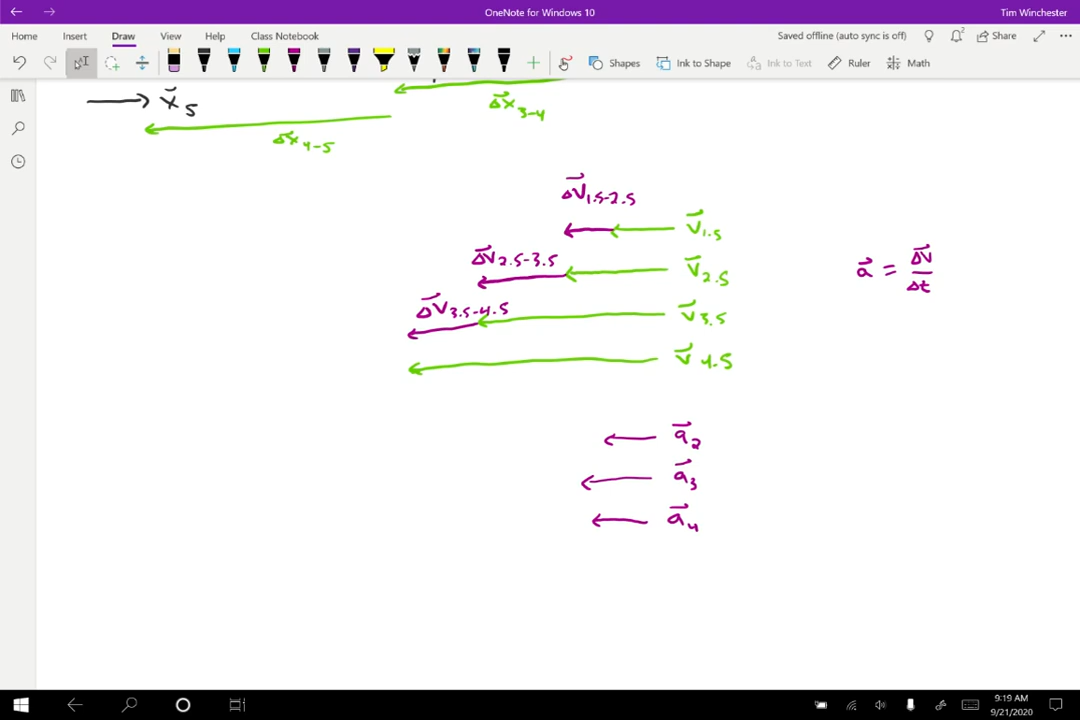 OneNote for Windows 10
Tim Winchester
Home Insert Draw View Help Class Notebook
Saved offline (auto sync is off) Share
Shapes Ink to Shape Ink to Text Ruler Math
x⃗5
Δx⃗3-4
Δx⃗4-5
Δv⃗1.5-2.5
v⃗1.5
Δv⃗2.5-3.5
v⃗2.5
a⃗ = Δv⃗/Δt
Δv⃗3.5-4.5
v⃗3.5
v⃗4.5
a⃗2
a⃗3
a⃗4
9:19 AM
9/21/2020